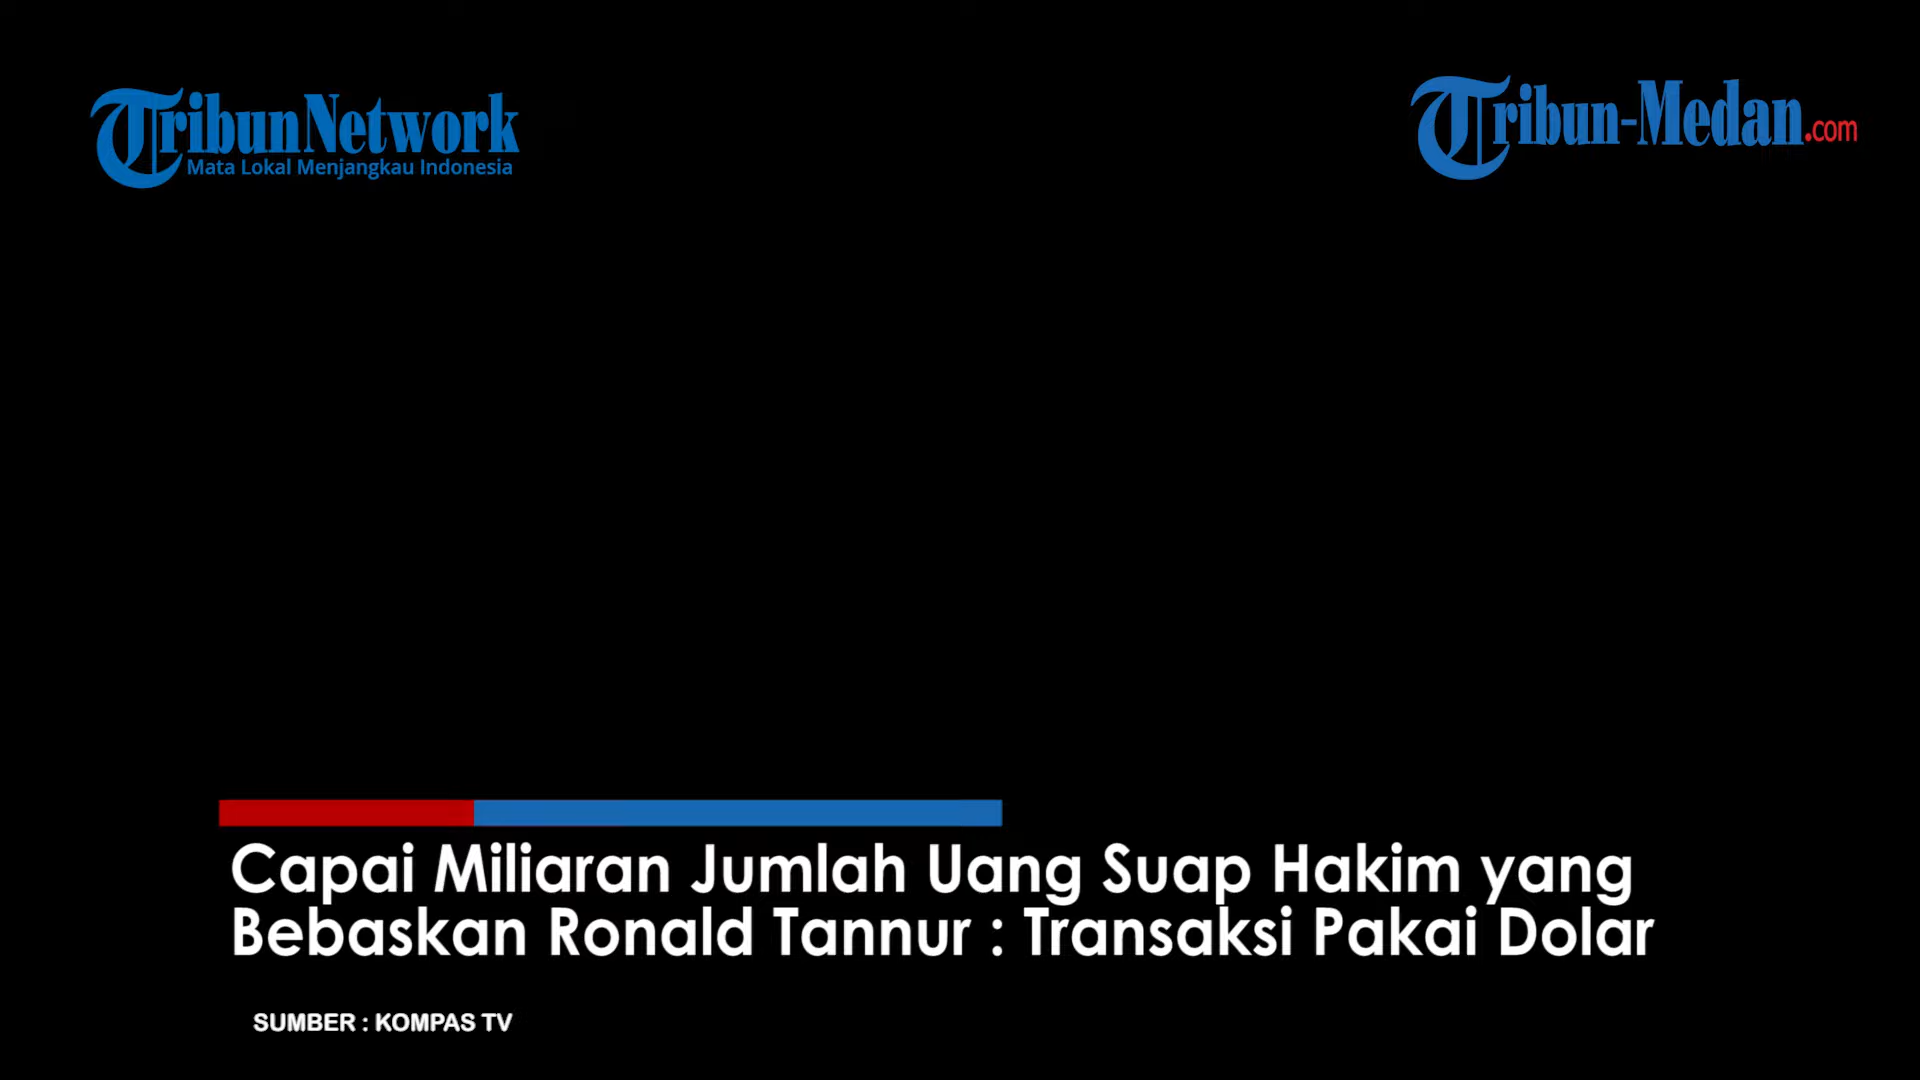 TribunNetwork
Mata Lokal Menjangkau Indonesia
Tribun-Medan.com
Capai Miliaran Jumlah Uang Suap Hakim yang
Bebaskan Ronald Tannur : Transaksi Pakai Dolar
SUMBER : KOMPAS TV